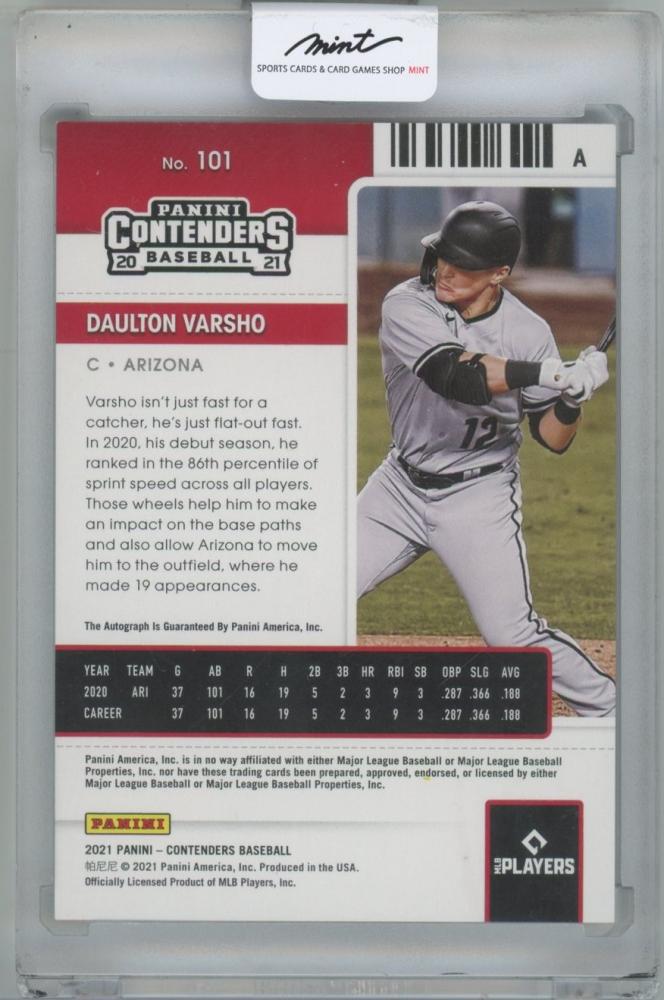 mint
SPORTS CARDS & CARD GAMES SHOP MINT
No. 101
A
PANINI
CONTENDERS
20 BASEBALL 21
DAULTON VARSHO
C • ARIZONA
Varsho isn't just fast for a
catcher, he's just flat-out fast.
In 2020, his debut season, he
ranked in the 86th percentile of
sprint speed across all players.
Those wheels help him to make
an impact on the base paths
and also allow Arizona to move
him to the outfield, where he
made 19 appearances.
12
The Autograph Is Guaranteed By Panini America, Inc.
YEAR TEAM G AB R H 2B 3B HR RBI SB OBP SLG AVG
2020 ARI 37 101 16 19 5 2 3 9 3 .287 .366 .188
CAREER 37 101 16 19 5 2 3 9 3 .287 .366 .188
Panini America, Inc. is in no way affiliated with either Major League Baseball or Major League Baseball
Properties, Inc. nor have these trading cards been prepared, approved, endorsed, or licensed by either
Major League Baseball or Major League Baseball Properties, Inc.
PANINI
2021 PANINI – CONTENDERS BASEBALL
帕尼尼 © 2021 Panini America, Inc. Produced in the USA.
Officially Licensed Product of MLB Players, Inc.
MLB PLAYERS